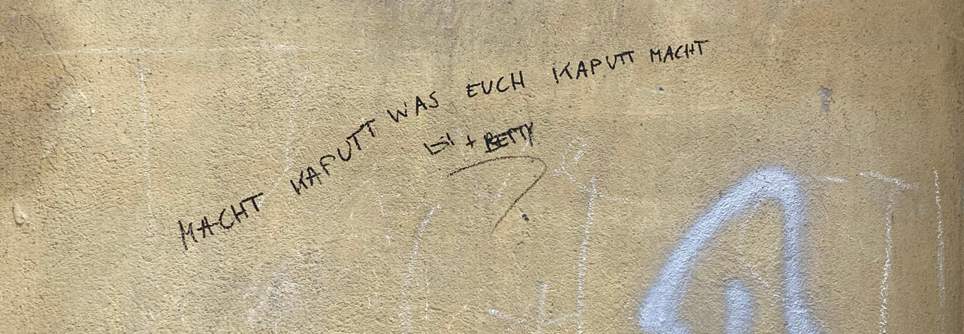 MACHT KAPUTT WAS EUCH KAPUTT MACHT
+ BETTY